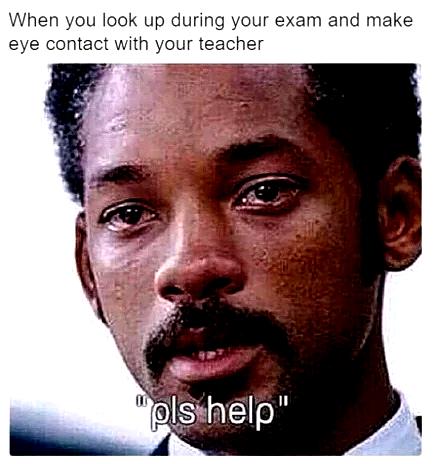 When you look up during your exam and make
eye contact with your teacher
"pls help"